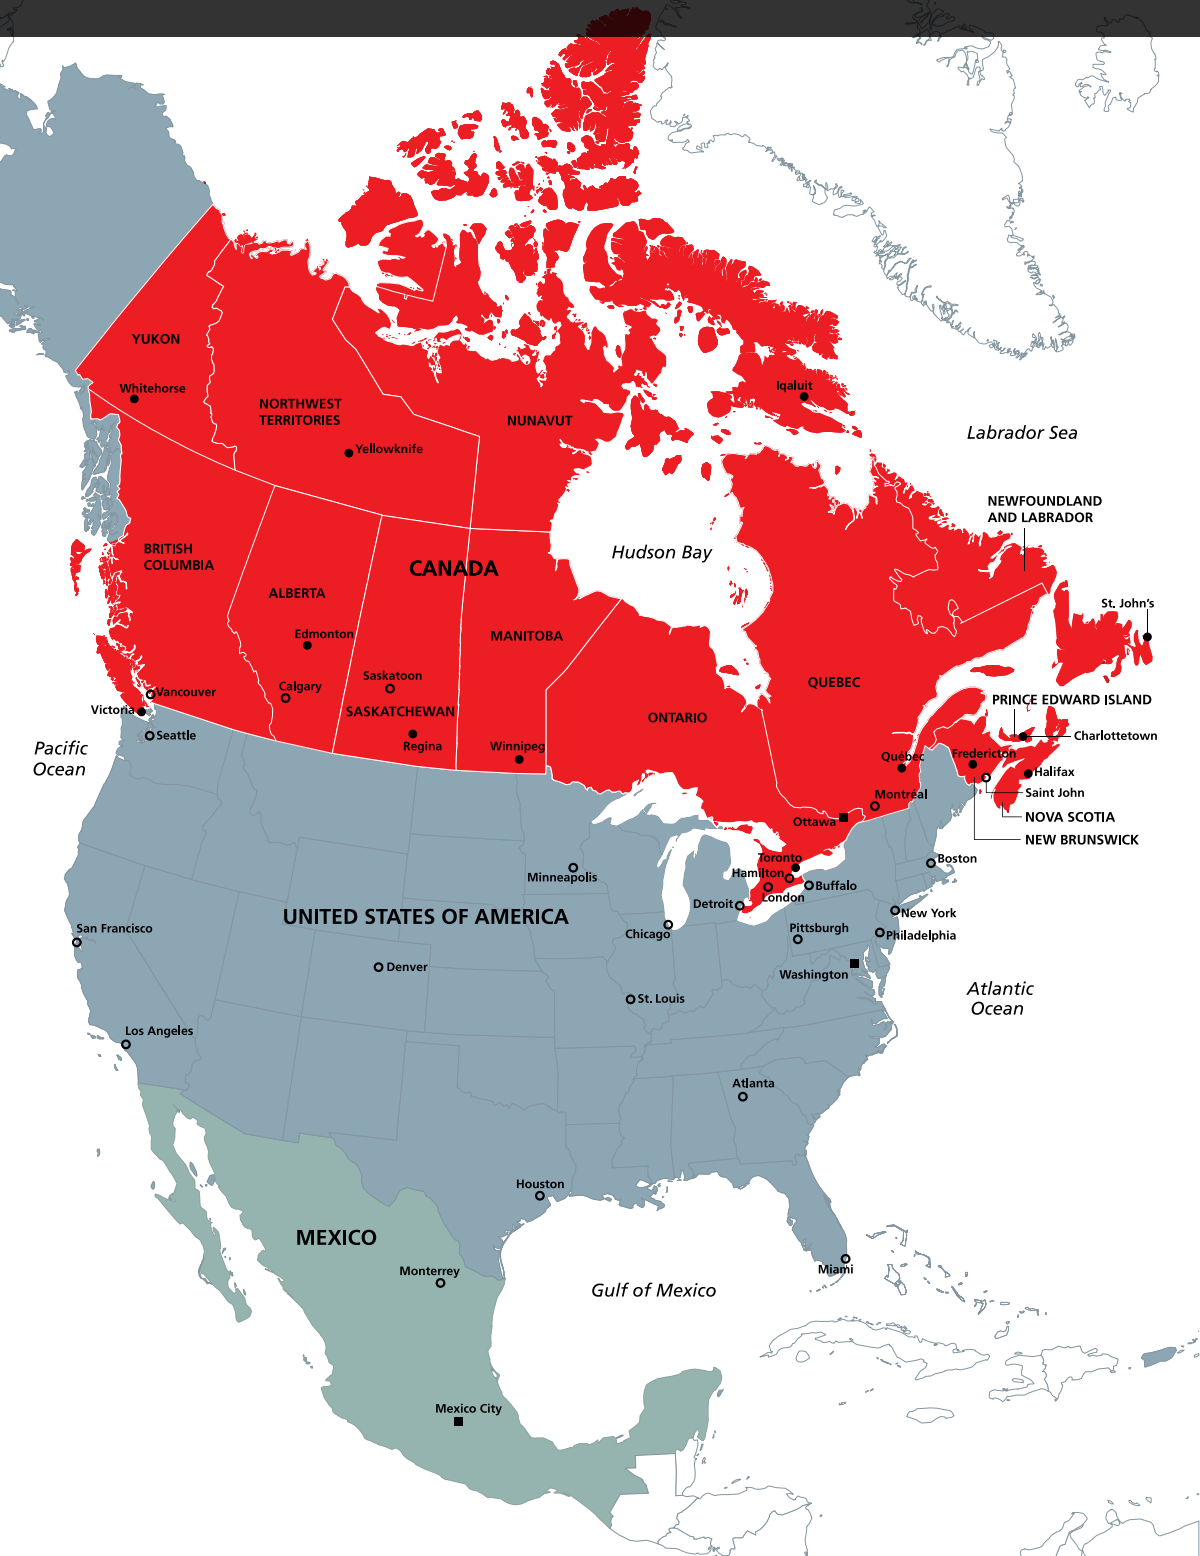 YUKON
Whitehorse
NORTHWEST
TERRITORIES
Yellowknife
NUNAVUT
Iqaluit
Labrador Sea
NEWFOUNDLAND
AND LABRADOR
BRITISH
COLUMBIA
CANADA
Hudson Bay
ALBERTA
St. John's
Edmonton
MANITOBA
Saskatoon
Calgary
QUEBEC
Vancouver
PRINCE EDWARD ISLAND
Victoria
SASKATCHEWAN
ONTARIO
Seattle
Charlottetown
Regina
Winnipeg
Pacific
Ocean
Québec
Fredericton
Halifax
Saint John
Montréal
Ottawa
NOVA SCOTIA
NEW BRUNSWICK
Toronto
Boston
Minneapolis
Hamilton
Buffalo
London
Detroit
UNITED STATES OF AMERICA
New York
San Francisco
Chicago
Pittsburgh
Philadelphia
Denver
Washington
Atlantic
Ocean
St. Louis
Los Angeles
Atlanta
Houston
MEXICO
Monterrey
Miami
Gulf of Mexico
Mexico City